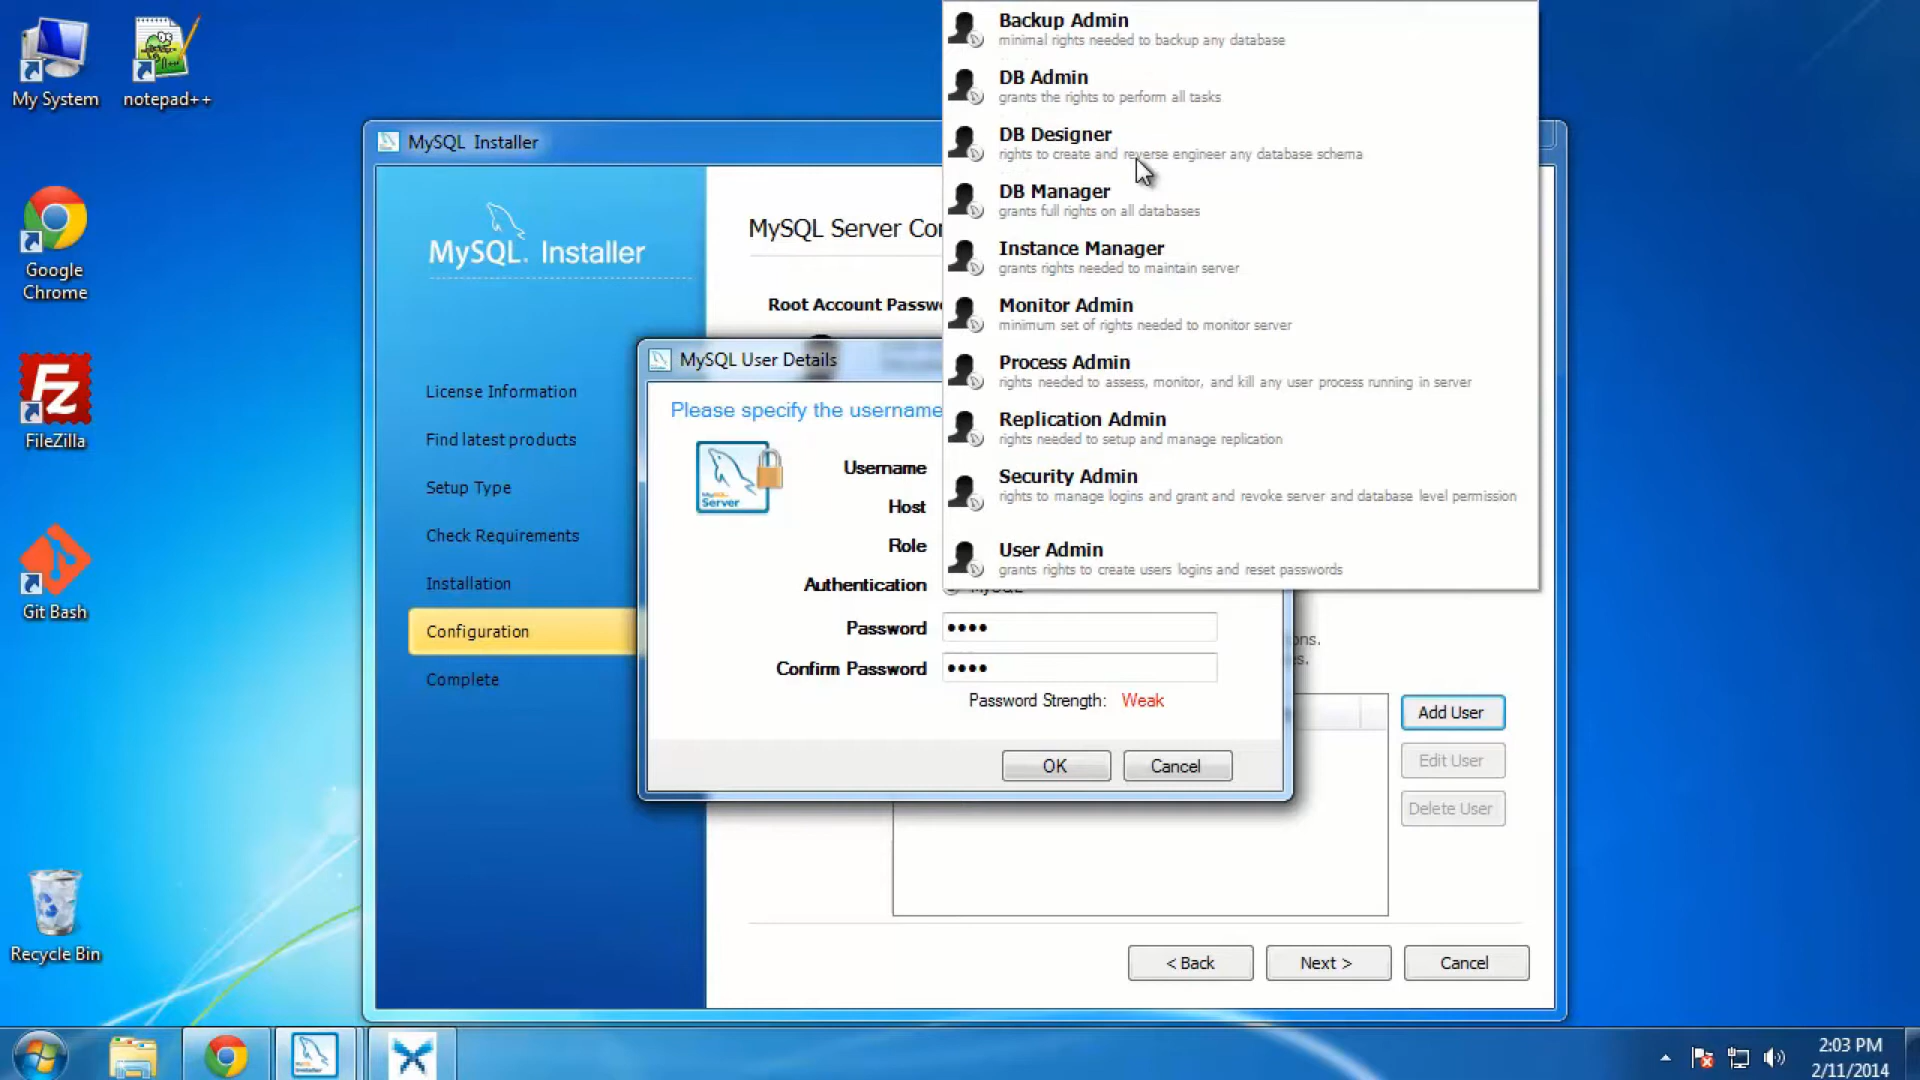 My System
notepad++
Google
Chrome
FileZilla
Git Bash
Recycle Bin
MySQL Installer
MySQL. Installer
License Information
Find latest products
Setup Type
Check Requirements
Installation
Configuration
Complete
MySQL Server Co
Root Account Passw
Backup Admin
minimal rights needed to backup any database
DB Admin
grants the rights to perform all tasks
DB Designer
rights to create and reverse engineer any database schema
DB Manager
grants full rights on all databases
Instance Manager
grants rights needed to maintain server
Monitor Admin
minimum set of rights needed to monitor server
Process Admin
rights needed to assess, monitor, and kill any user process running in server
Replication Admin
rights needed to setup and manage replication
Security Admin
rights to manage logins and grant and revoke server and database level permission
User Admin
grants rights to create users logins and reset passwords
MySQL User Details
Please specify the username
MySQL
Server
Username
Host
Role
Authentication
MySQL
Password ••••
Confirm Password ••••
Password Strength: Weak
OK
Cancel
ons.
s.
Add User
Edit User
Delete User
< Back
Next >
Cancel
2:03 PM
2/11/2014